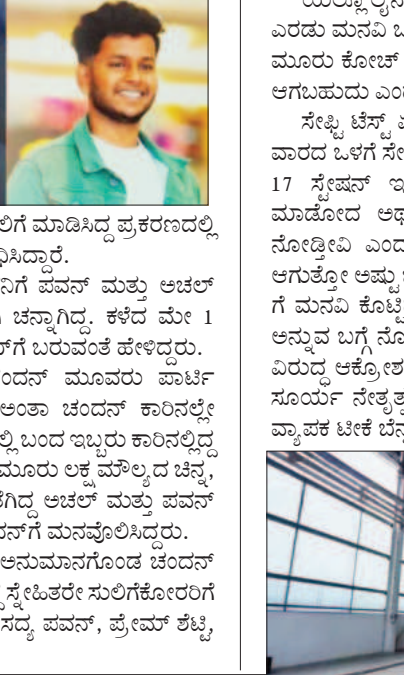 ಲಿಗೆ ಮಾಡಿಸಿದ್ದ ಪ್ರಕರಣದಲ್ಲಿ
ಸಿದ್ದಾರೆ.
ನಿಗೆ ಪವನ್ ಮತ್ತು ಅಚಲ್
ಚನ್ನಾಗಿದ್ದ. ಕಳೆದ ಮೇ 1
ಗೆ ಬರುವಂತೆ ಹೇಳಿದ್ದರು.
ಂದನ್ ಮೂವರು ಪಾರ್ಟಿ
ಅಂತಾ ಚಂದನ್ ಕಾರಿನಲ್ಲೇ
ಲ್ಲಿ ಬಂದ ಇಬ್ಬರು ಕಾರಿನಲ್ಲಿದ್ದ
ಮೂರು ಲಕ್ಷ ಮೌಲ್ಯದ ಚಿನ್ನ,
ಗಿದ್ದ ಅಚಲ್ ಮತ್ತು ಪವನ್
ನ್‌ಗೆ ಮನವೊಲಿಸಿದ್ದರು.
ಅನುಮಾನಗೊಂಡ ಚಂದನ್
ಸ್ನೇಹಿತರೇ ಸುಲಿಗೆಕೋರರಿಗೆ
ಸದ್ಯ ಪವನ್, ಪ್ರೇಮ್ ಶೆಟ್ಟಿ,
ಎರಡು ಮನವಿ ಒ
ಮೂರು ಕೋಚ್
ಆಗಬಹುದು ಎಂ
ಸೇಫ್ಟಿ ಟೆಸ್ಟ್
ವಾರದ ಒಳಗೆ ಸೇ
17 ಸ್ಟೇಷನ್ ಇ
ಮಾಡೋದ ಅಥ
ನೋಡ್ತೀವಿ ಎಂದ
ಆಗುತ್ತೋ ಅಷ್ಟು
ಗೆ ಮನವಿ ಕೊಟ್ಟಿ
ಅನ್ನುವ ಬಗ್ಗೆ ನೊ
ವಿರುದ್ಧ ಆಕ್ರೋಶ
ಸೂರ್ಯ ನೇತೃತ್ವ
ವ್ಯಾಪಕ ಟೀಕೆ ಬೆನ್ನ